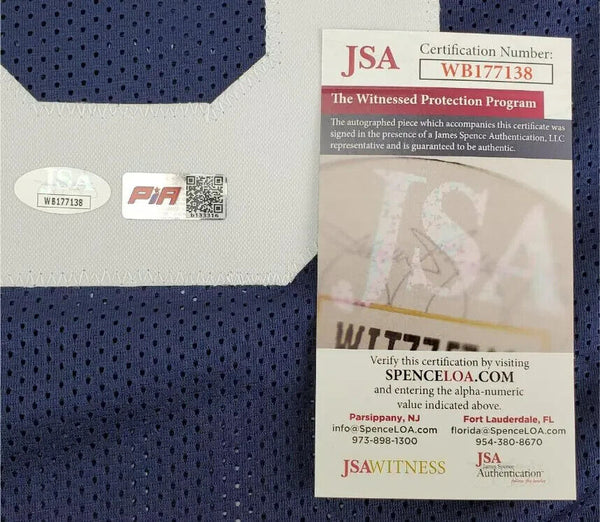 JSA
WB177138
PIA
b133316
JSA
Certification Number:
WB177138
The Witnessed Protection Program
The autographed piece which accompanies this certificate was
signed in the presence of a James Spence Authentication, LLC
representative and is guaranteed to be authentic.
JSA
Verify this certification by visiting
SPENCELOA.COM
and entering the alpha-numeric
value indicated above.
Parsippany, NJ
info@SpenceLOA.com
973-898-1300
Fort Lauderdale, FL
florida@SpenceLOA.com
954-380-8670
JSAWITNESS
JSA
James Spence
Authentication